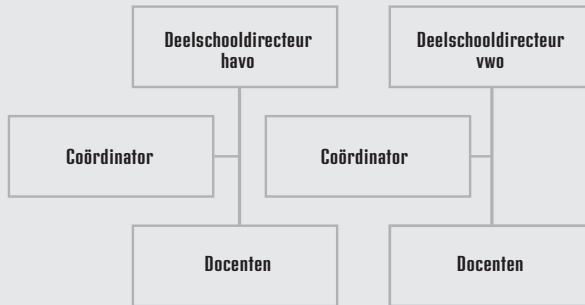 Deelschooldirecteur
havo
Deelschooldirecteur
vwo
Coördinator
Coördinator
Docenten
Docenten